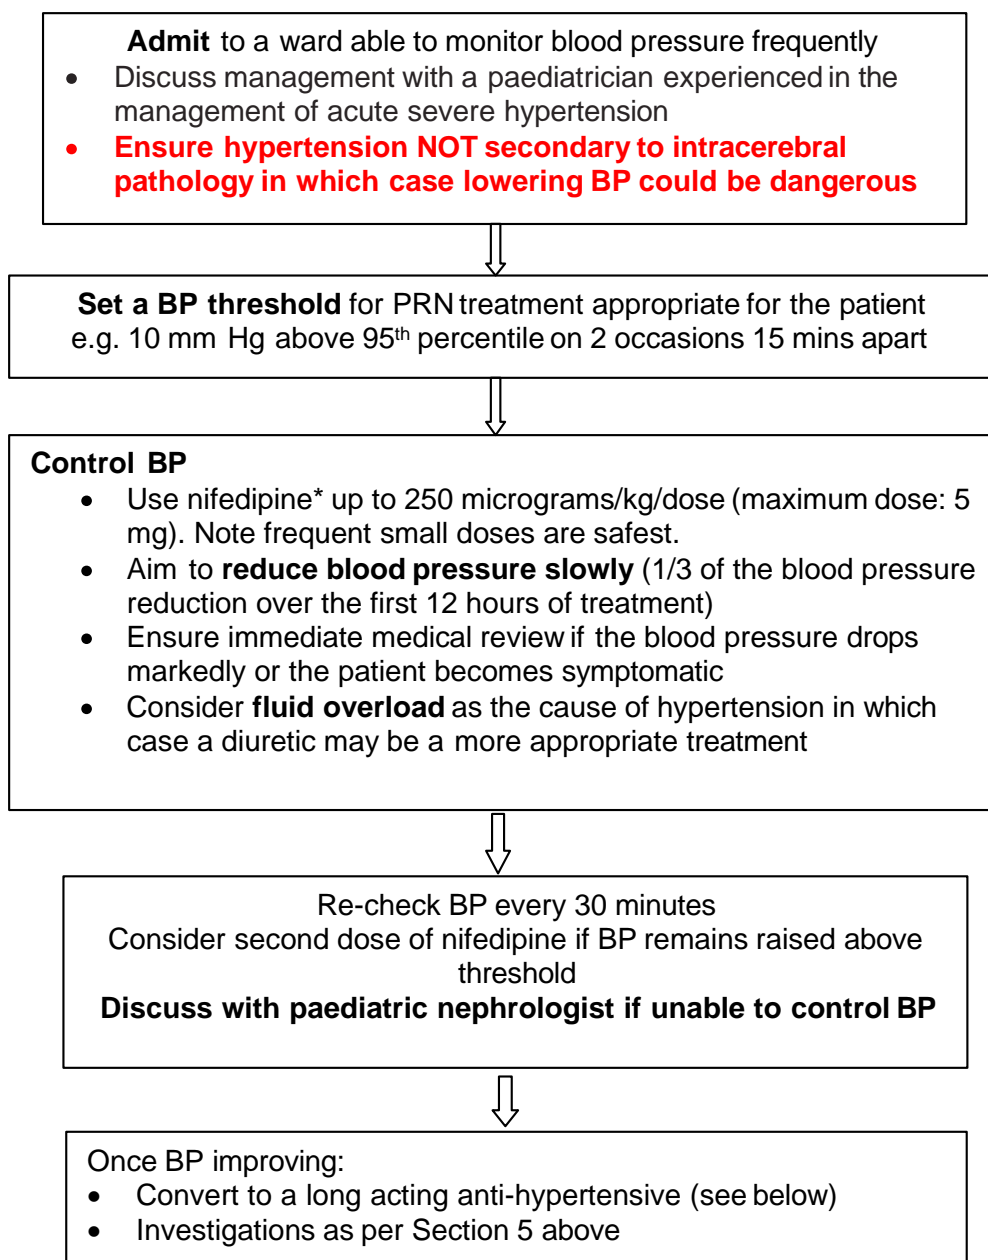 Admit to a ward able to monitor blood pressure frequently
• Discuss management with a paediatrician experienced in the
management of acute severe hypertension
• Ensure hypertension NOT secondary to intracerebral
pathology in which case lowering BP could be dangerous
Set a BP threshold for PRN treatment appropriate for the patient
e.g. 10 mm Hg above 95th percentile on 2 occasions 15 mins apart
Control BP
• Use nifedipine* up to 250 micrograms/kg/dose (maximum dose: 5
mg). Note frequent small doses are safest.
• Aim to reduce blood pressure slowly (1/3 of the blood pressure
reduction over the first 12 hours of treatment)
• Ensure immediate medical review if the blood pressure drops
markedly or the patient becomes symptomatic
• Consider fluid overload as the cause of hypertension in which
case a diuretic may be a more appropriate treatment
Re-check BP every 30 minutes
Consider second dose of nifedipine if BP remains raised above
threshold
Discuss with paediatric nephrologist if unable to control BP
Once BP improving:
• Convert to a long acting anti-hypertensive (see below)
• Investigations as per Section 5 above